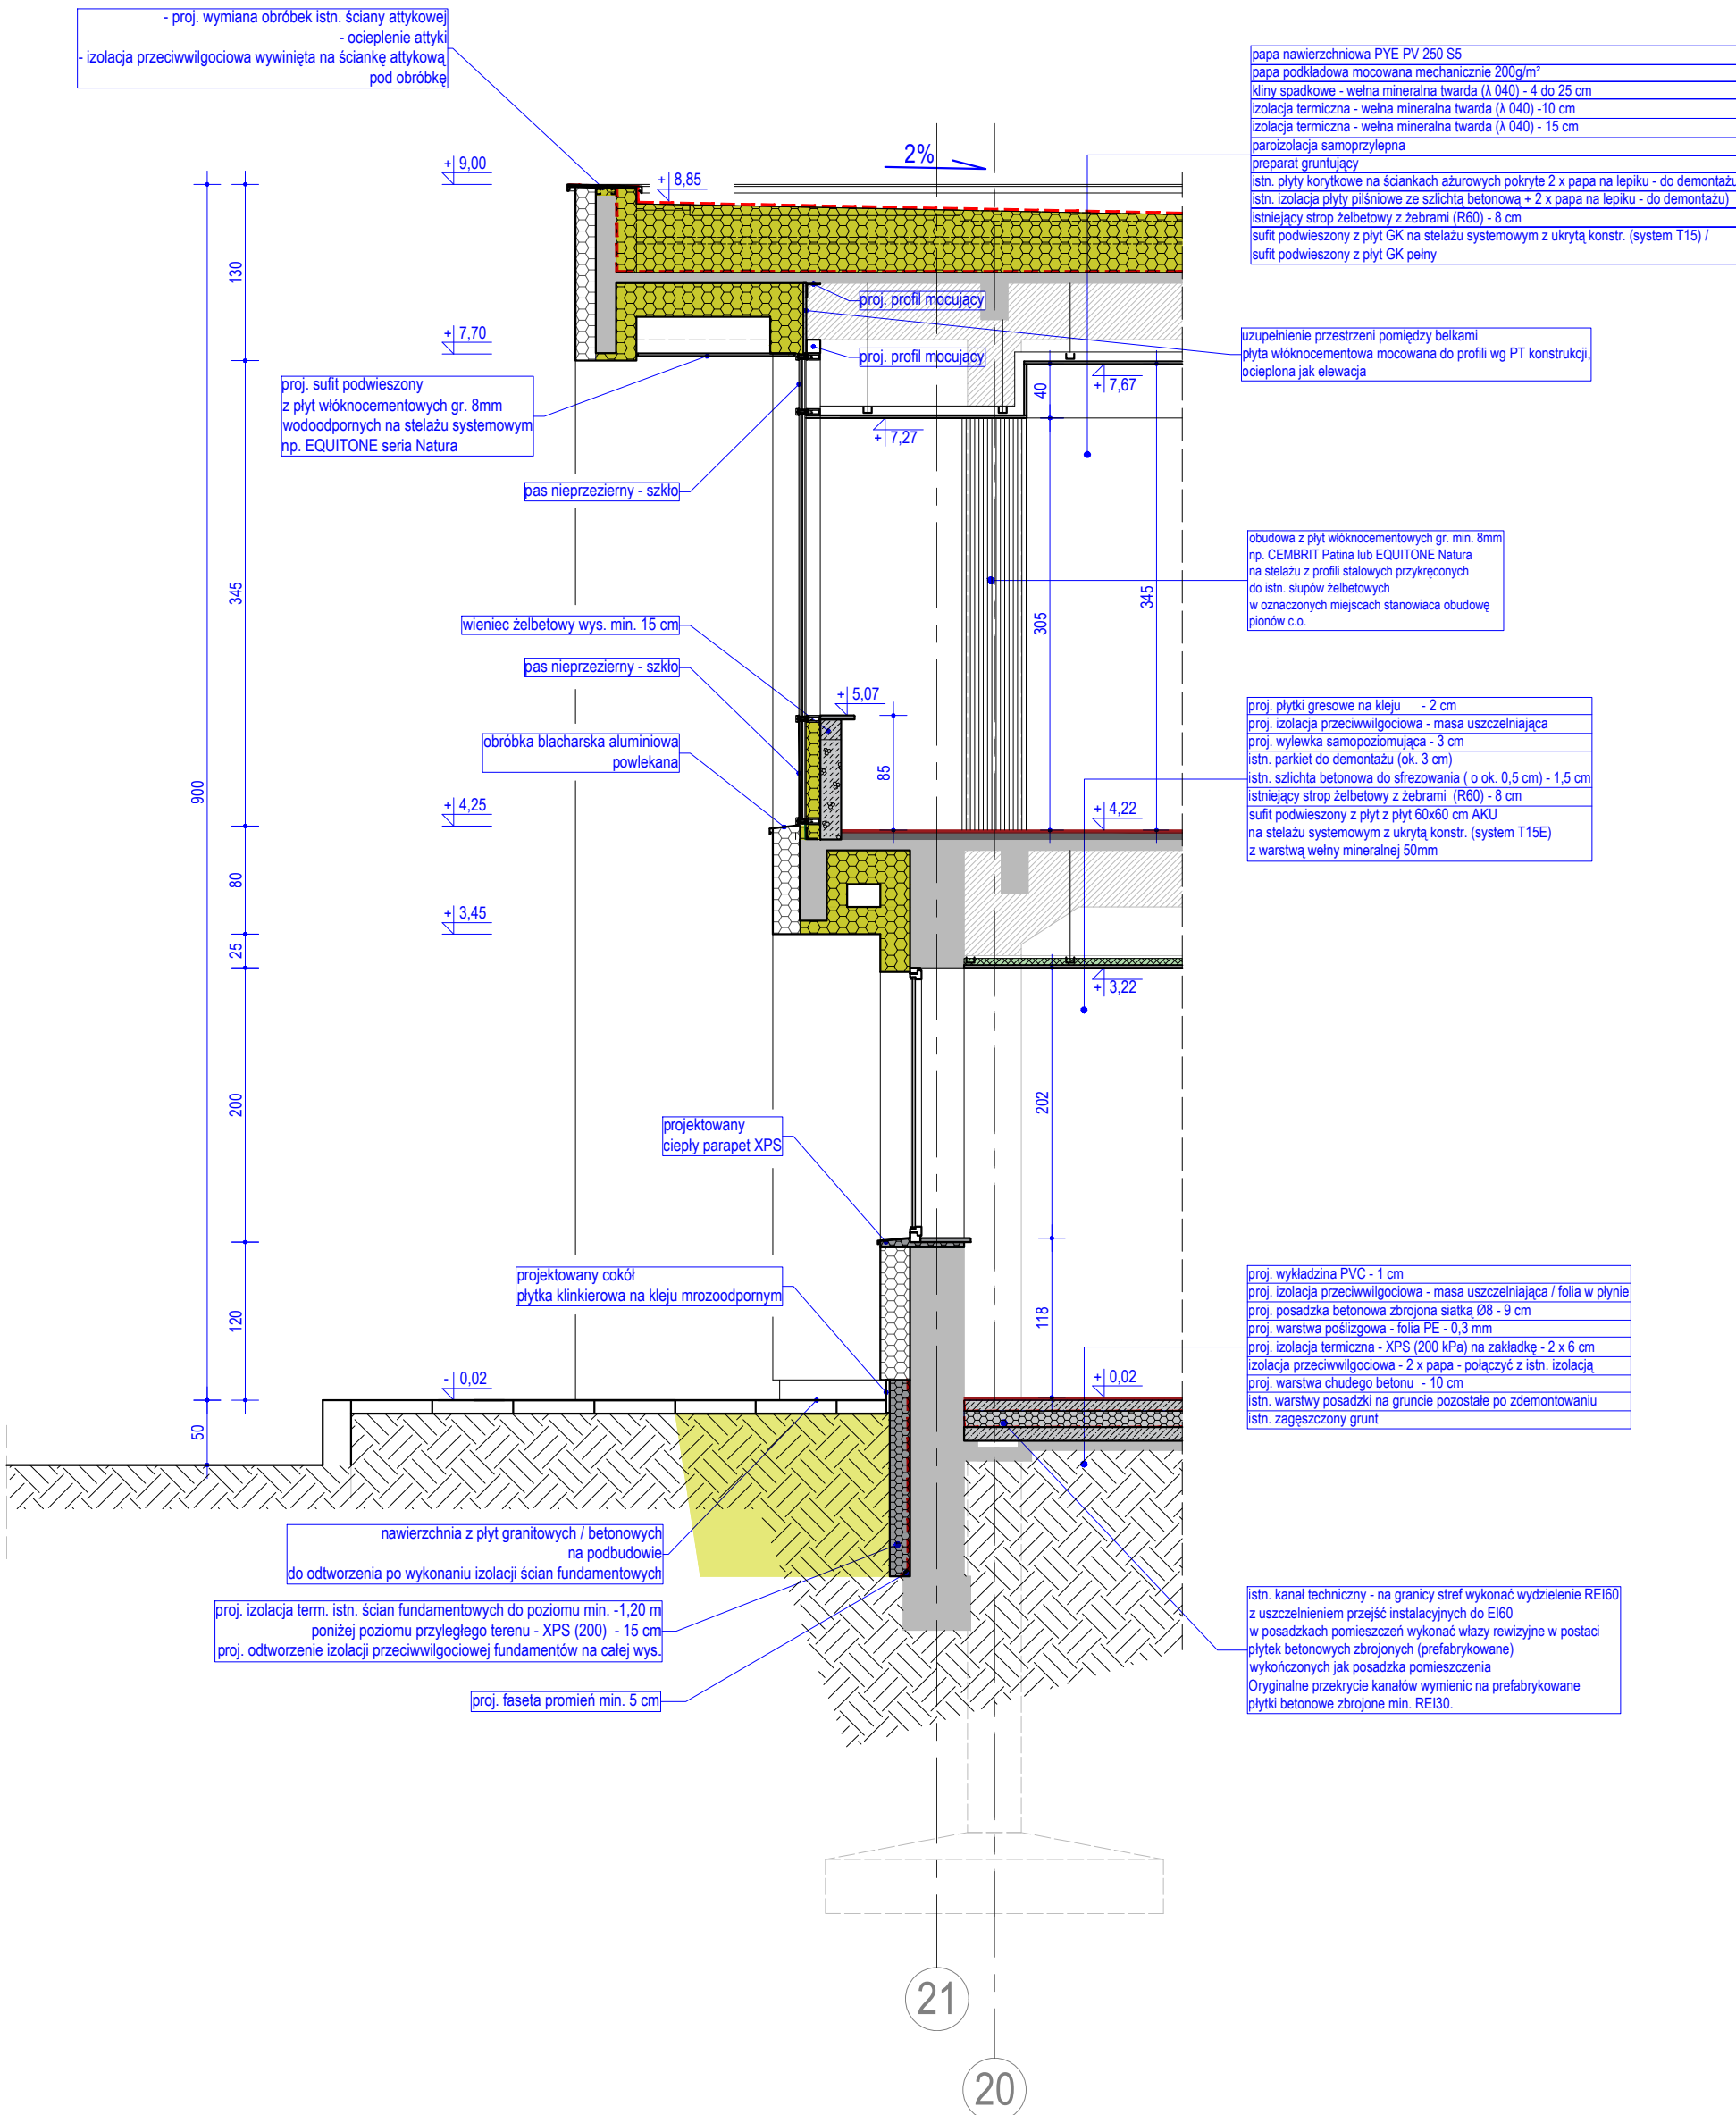 - proj. wymiana obróbek istn. ściany attykowej
- ocieplenie attyki
- izolacja przeciwwilgociowa wywinięta na ściankę attykową
pod obróbkę
papa nawierzchniowa PYE PV 250 S5
papa podkładowa mocowana mechanicznie 200g/m²
kliny spadkowe - wełna mineralna twarda (λ 040) - 4 do 25 cm
izolacja termiczna - wełna mineralna twarda (λ 040) -10 cm
izolacja termiczna - wełna mineralna twarda (λ 040) - 15 cm
paroizolacja samoprzylepna
preparat gruntujący
istn. płyty korytkowe na ściankach ażurowych pokryte 2 x papa na lepiku - do demontażu
istn. izolacja płyty pilśniowe ze szlichtą betonową + 2 x papa na lepiku - do demontażu)
istniejący strop żelbetowy z żebrami (R60) - 8 cm
sufit podwieszony z płyt GK na stelażu systemowym z ukrytą konstr. (system T15) /
sufit podwieszony z płyt GK pełny
2%
+ 9,00
+ 8,85
130
proj. profil mocujący
+ 7,70
proj. profil mocujący
uzupełnienie przestrzeni pomiędzy belkami
płyta włóknocementowa mocowana do profili wg PT konstrukcji,
ocieplona jak elewacja
proj. sufit podwieszony
z płyt włóknocementowych gr. 8mm
wodoodpornych na stelażu systemowym
np. EQUITONE seria Natura
40
+ 7,67
+ 7,27
pas nieprzezierny - szkło
obudowa z płyt włóknocementowych gr. min. 8mm
np. CEMBRIT Patina lub EQUITONE Natura
na stelażu z profili stalowych przykręconych
do istn. słupów żelbetowych
w oznaczonych miejscach stanowiaca obudowę
pionów c.o.
345
305
345
wieniec żelbetowy wys. min. 15 cm
pas nieprzezierny - szkło
+ 5,07
obróbka blacharska aluminiowa
powlekana
85
900
proj. płytki gresowe na kleju - 2 cm
proj. izolacja przeciwwilgociowa - masa uszczelniająca
proj. wylewka samopoziomująca - 3 cm
istn. parkiet do demontażu (ok. 3 cm)
istn. szlichta betonowa do sfrezowania ( o ok. 0,5 cm) - 1,5 cm
istniejący strop żelbetowy z żebrami (R60) - 8 cm
sufit podwieszony z płyt z płyt 60x60 cm AKU
na stelażu systemowym z ukrytą konstr. (system T15E)
z warstwą wełny mineralnej 50mm
+ 4,25
+ 4,22
80
+ 3,45
25
+ 3,22
200
202
projektowany
ciepły parapet XPS
projektowany cokół
płytka klinkierowa na kleju mrozoodpornym
120
118
proj. wykładzina PVC - 1 cm
proj. izolacja przeciwwilgociowa - masa uszczelniająca / folia w płynie
proj. posadzka betonowa zbrojona siatką Ø8 - 9 cm
proj. warstwa poślizgowa - folia PE - 0,3 mm
proj. izolacja termiczna - XPS (200 kPa) na zakładkę - 2 x 6 cm
izolacja przeciwwilgociowa - 2 x papa - połączyć z istn. izolacją
proj. warstwa chudego betonu - 10 cm
istn. warstwy posadzki na gruncie pozostałe po zdemontowaniu
istn. zagęszczony grunt
- 0,02
+ 0,02
50
nawierzchnia z płyt granitowych / betonowych
na podbudowie
do odtworzenia po wykonaniu izolacji ścian fundamentowych
proj. izolacja term. istn. ścian fundamentowych do poziomu min. -1,20 m
poniżej poziomu przyległego terenu - XPS (200) - 15 cm
proj. odtworzenie izolacji przeciwwilgociowej fundamentów na całej wys.
proj. faseta promień min. 5 cm
istn. kanał techniczny - na granicy stref wykonać wydzielenie REI60
z uszczelnieniem przejść instalacyjnych do EI60
w posadzkach pomieszczeń wykonać włazy rewizyjne w postaci
płytek betonowych zbrojonych (prefabrykowane)
wykończonych jak posadzka pomieszczenia
Oryginalne przekrycie kanałów wymienic na prefabrykowane
płytki betonowe zbrojone min. REI30.
21
20